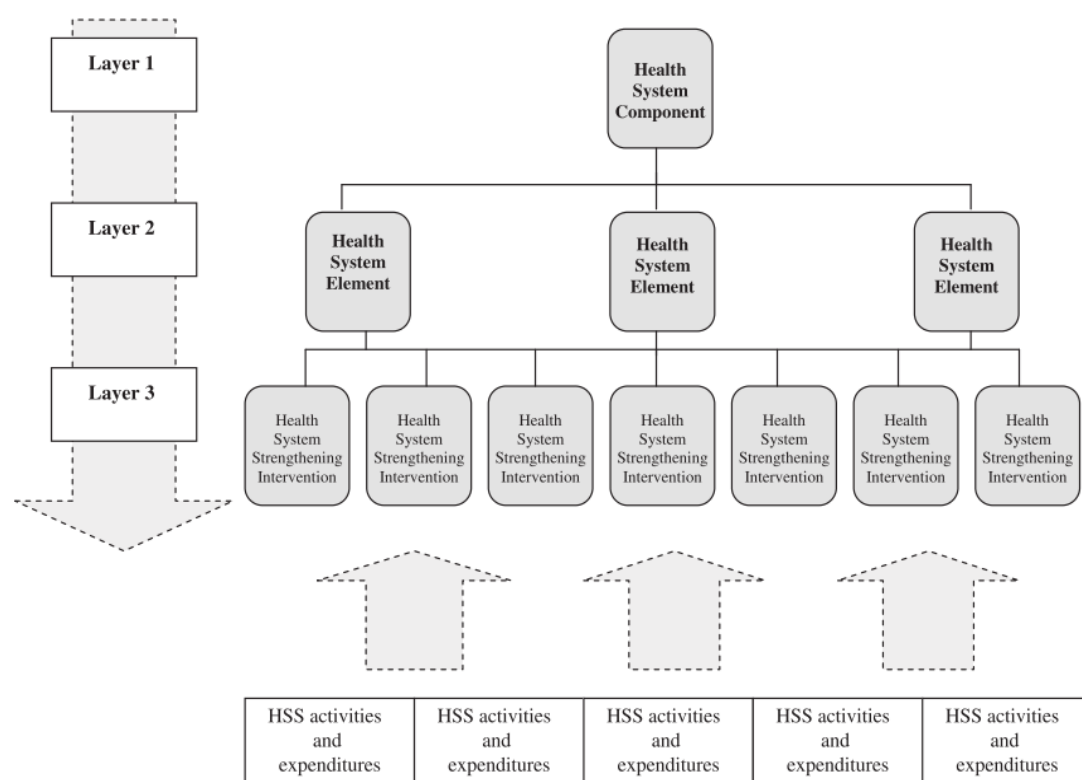 Layer 1
Health
System
Component
Layer 2
Health
System
Element
Health
System
Element
Health
System
Element
Layer 3
Health
System
Strengthening
Intervention
Health
System
Strengthening
Intervention
Health
System
Strengthening
Intervention
Health
System
Strengthening
Intervention
Health
System
Strengthening
Intervention
Health
System
Strengthening
Intervention
Health
System
Strengthening
Intervention
HSS activities
and
expenditures
HSS activities
and
expenditures
HSS activities
and
expenditures
HSS activities
and
expenditures
HSS activities
and
expenditures